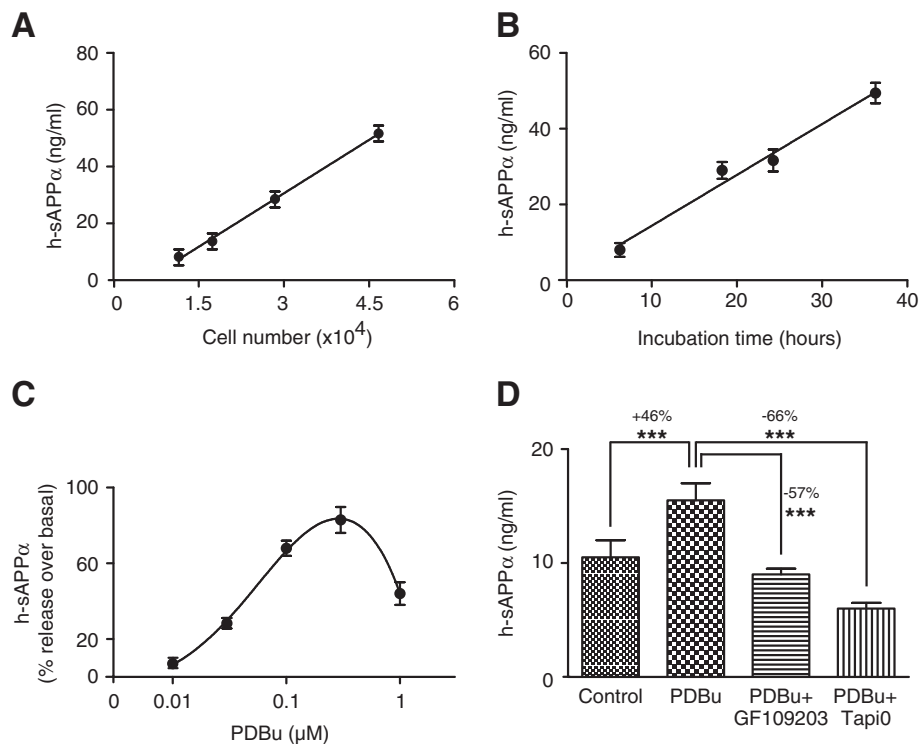 A
h-sAPPα (ng/ml)
80
60
40
20
0
0 1.5 3 4.5 6
Cell number (x10^4)
B
h-sAPPα (ng/ml)
60
40
20
0
0 10 20 30 40
Incubation time (hours)
C
h-sAPPα
(% release over basal)
100
60
20
0
0 0.01 0.1 1
PDBu (µM)
D
h-sAPPα (ng/ml)
+46%
***
-66%
***
-57%
***
20
10
0
Control PDBu PDBu+ PDBu+
GF109203 Tapi0